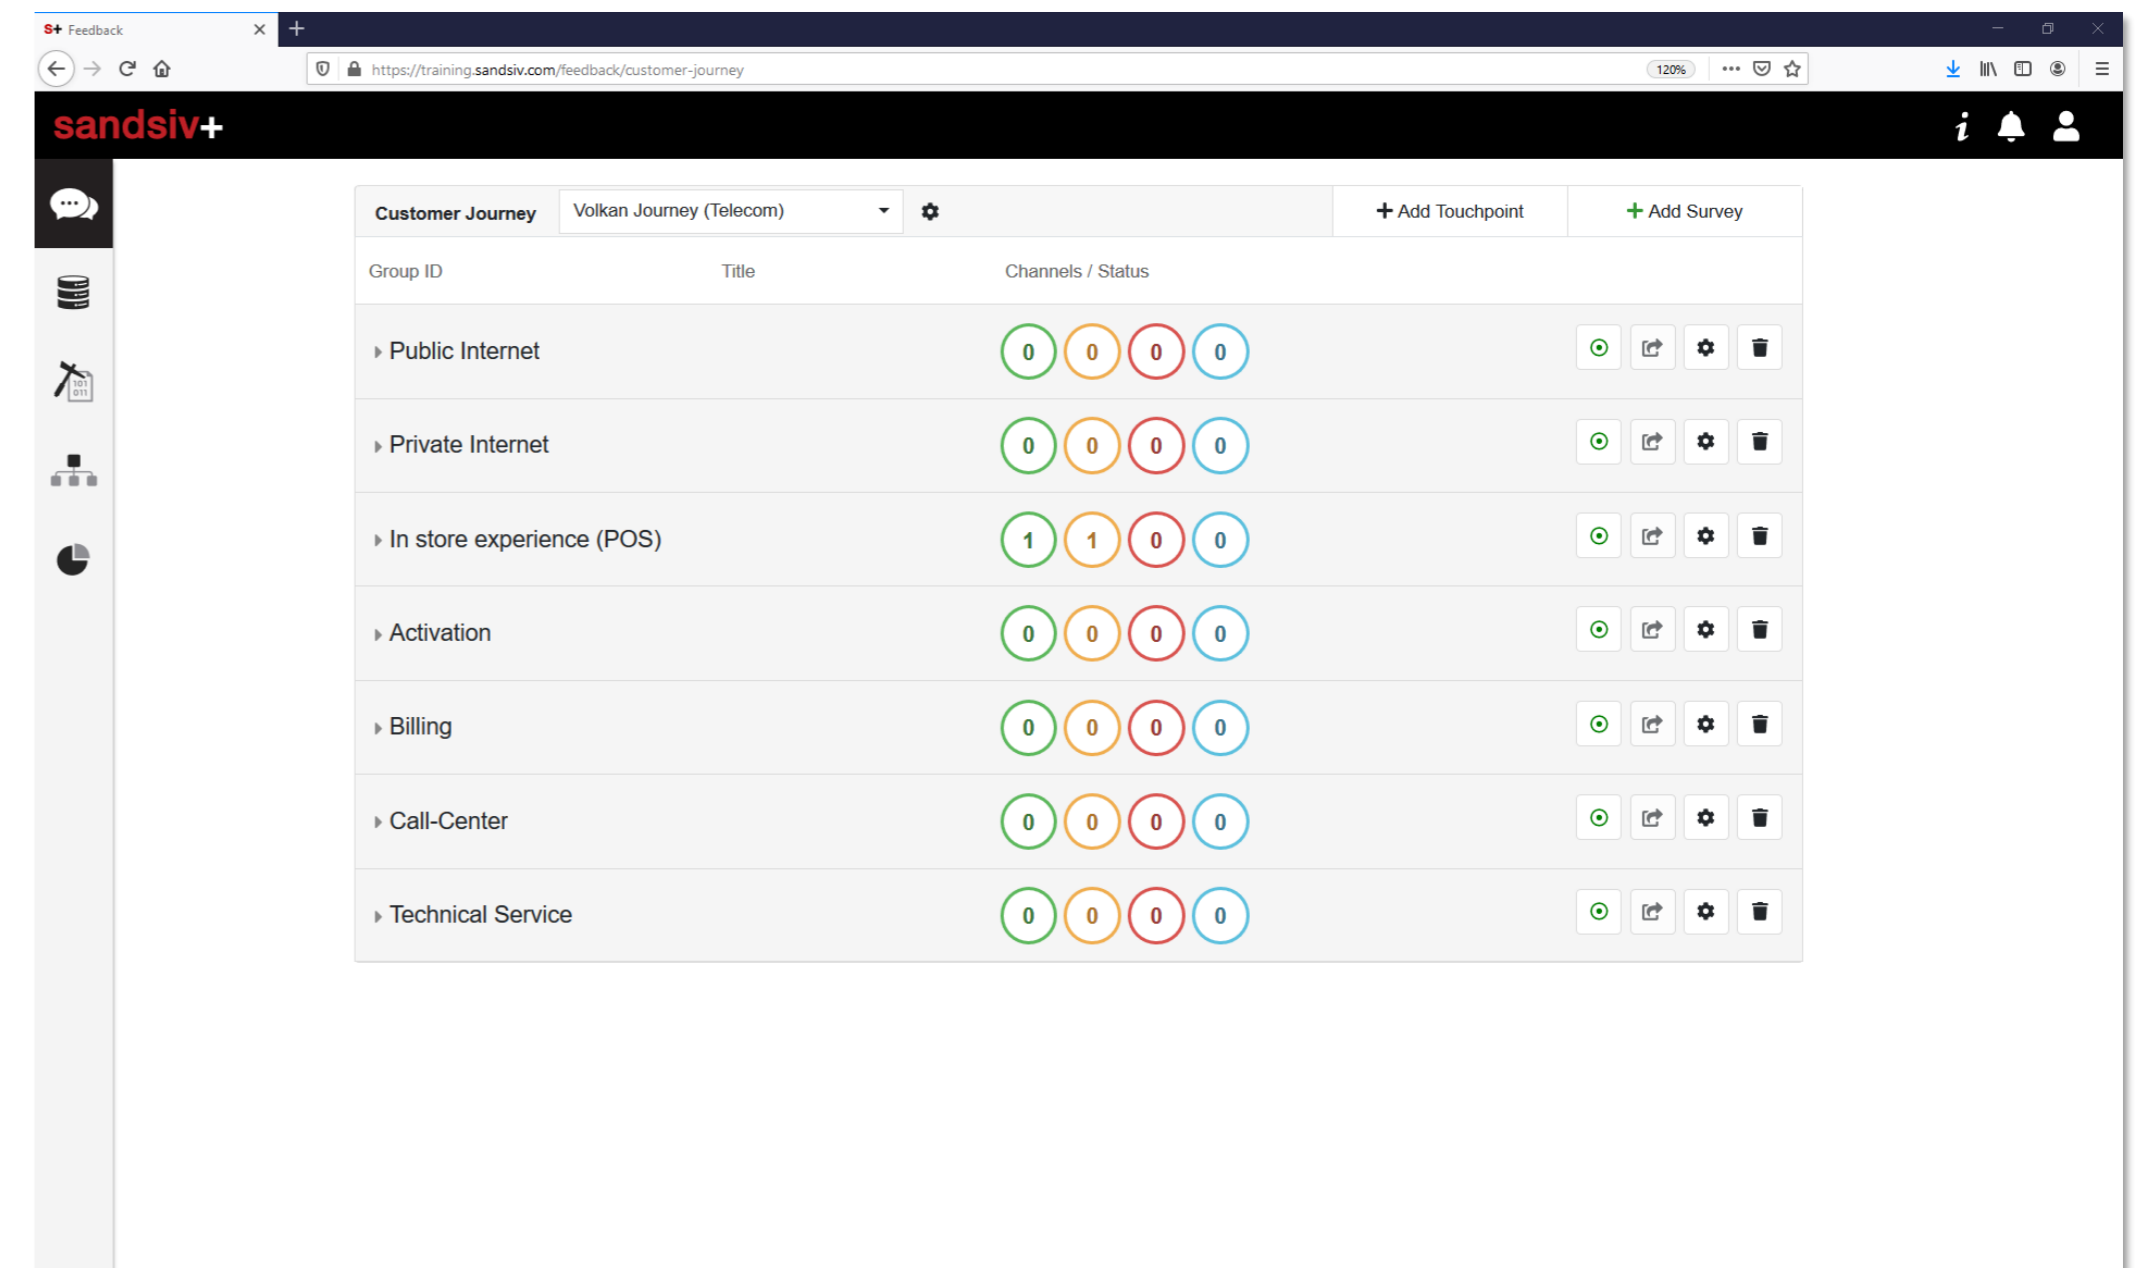 S+ Feedback
https://training.sandsiv.com/feedback/customer-journey
120%
sandsiv+
i
Customer Journey
Volkan Journey (Telecom)
+ Add Touchpoint
+ Add Survey
Group ID
Title
Channels / Status
Public Internet
0 0 0 0
101
011
Private Internet
0 0 0 0
In store experience (POS)
1 1 0 0
Activation
0 0 0 0
Billing
0 0 0 0
Call-Center
0 0 0 0
Technical Service
0 0 0 0